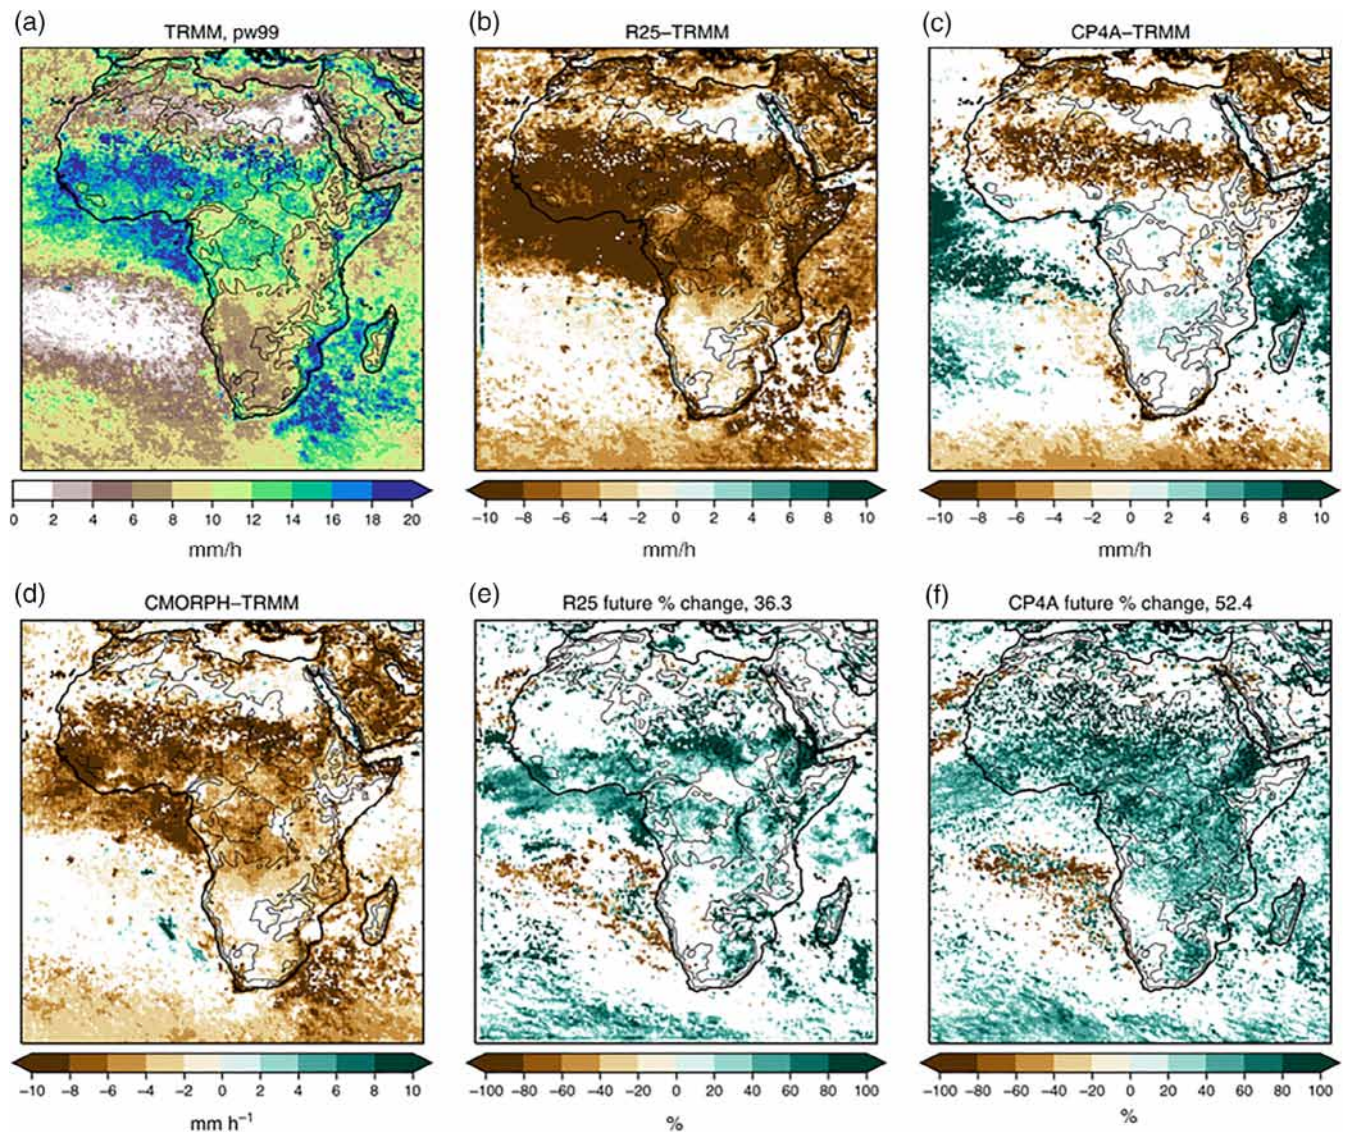 (a) (b) (c)
TRMM, pw99 R25–TRMM CP4A–TRMM
0 2 4 6 8 10 12 14 16 18 20 −10 −8 −6 −4 −2 0 2 4 6 8 10 −10 −8 −6 −4 −2 0 2 4 6 8 10
mm/h mm/h mm/h
(d) (e) (f)
CMORPH–TRMM R25 future % change, 36.3 CP4A future % change, 52.4
−10 −8 −6 −4 −2 0 2 4 6 8 10 −100 −80 −60 −40 −20 0 20 40 60 80 100 −100 −80 −60 −40 −20 0 20 40 60 80 100
mm h⁻¹ % %